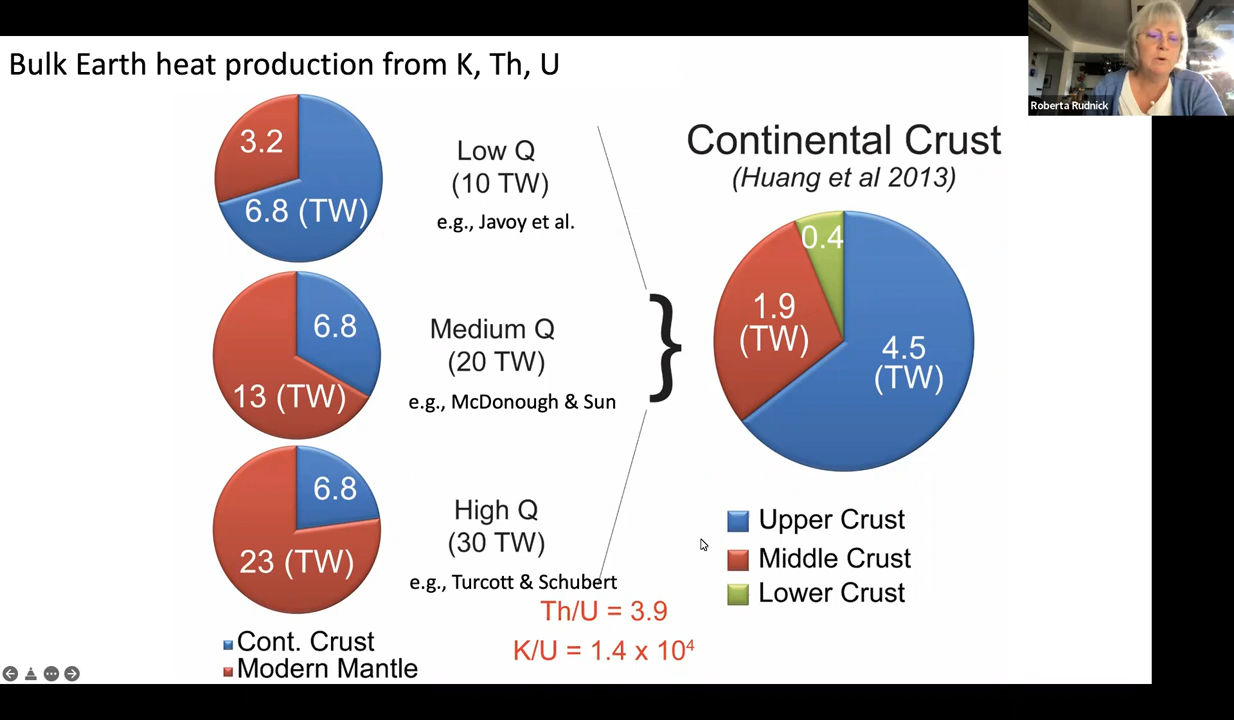 Bulk Earth heat production from K, Th, U
Roberta Rudnick
3.2
6.8 (TW)
Low Q
(10 TW)
e.g., Javoy et al.
6.8
13 (TW)
Medium Q
(20 TW)
e.g., McDonough & Sun
6.8
23 (TW)
High Q
(30 TW)
e.g., Turcott & Schubert
Th/U = 3.9
K/U = 1.4 x 10⁴
Cont. Crust
Modern Mantle
}
Continental Crust
(Huang et al 2013)
0.4
1.9
(TW)
4.5
(TW)
Upper Crust
Middle Crust
Lower Crust